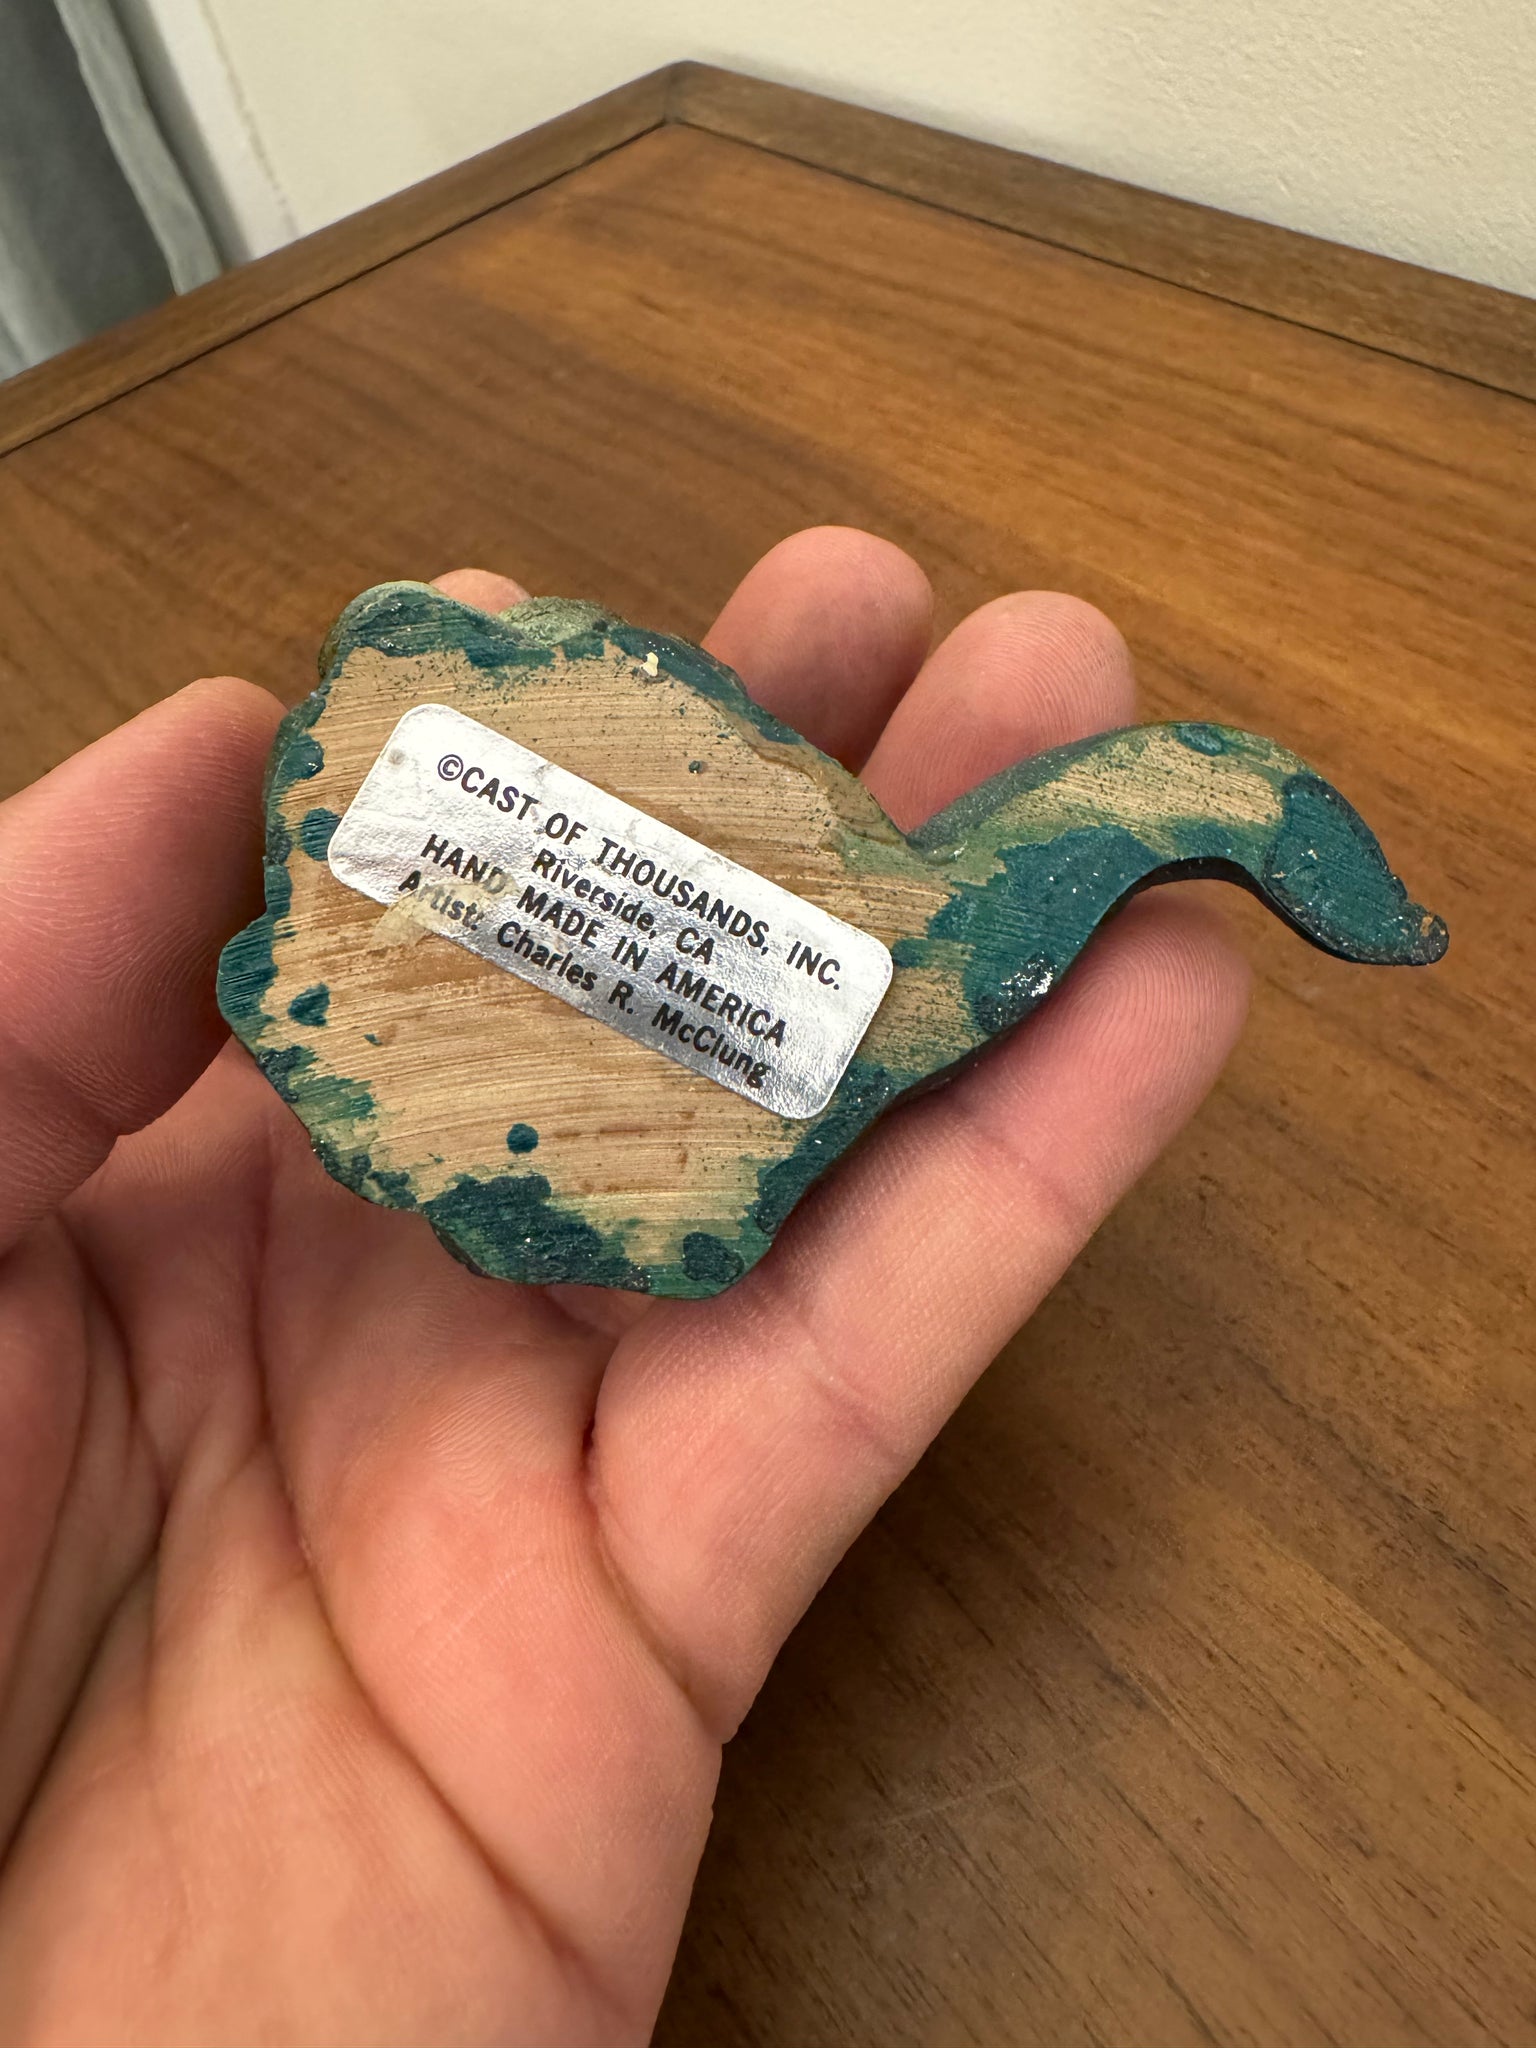 ©CAST OF THOUSANDS, INC.
Riverside, CA
HAND MADE IN AMERICA
Artist: Charles R. McClung